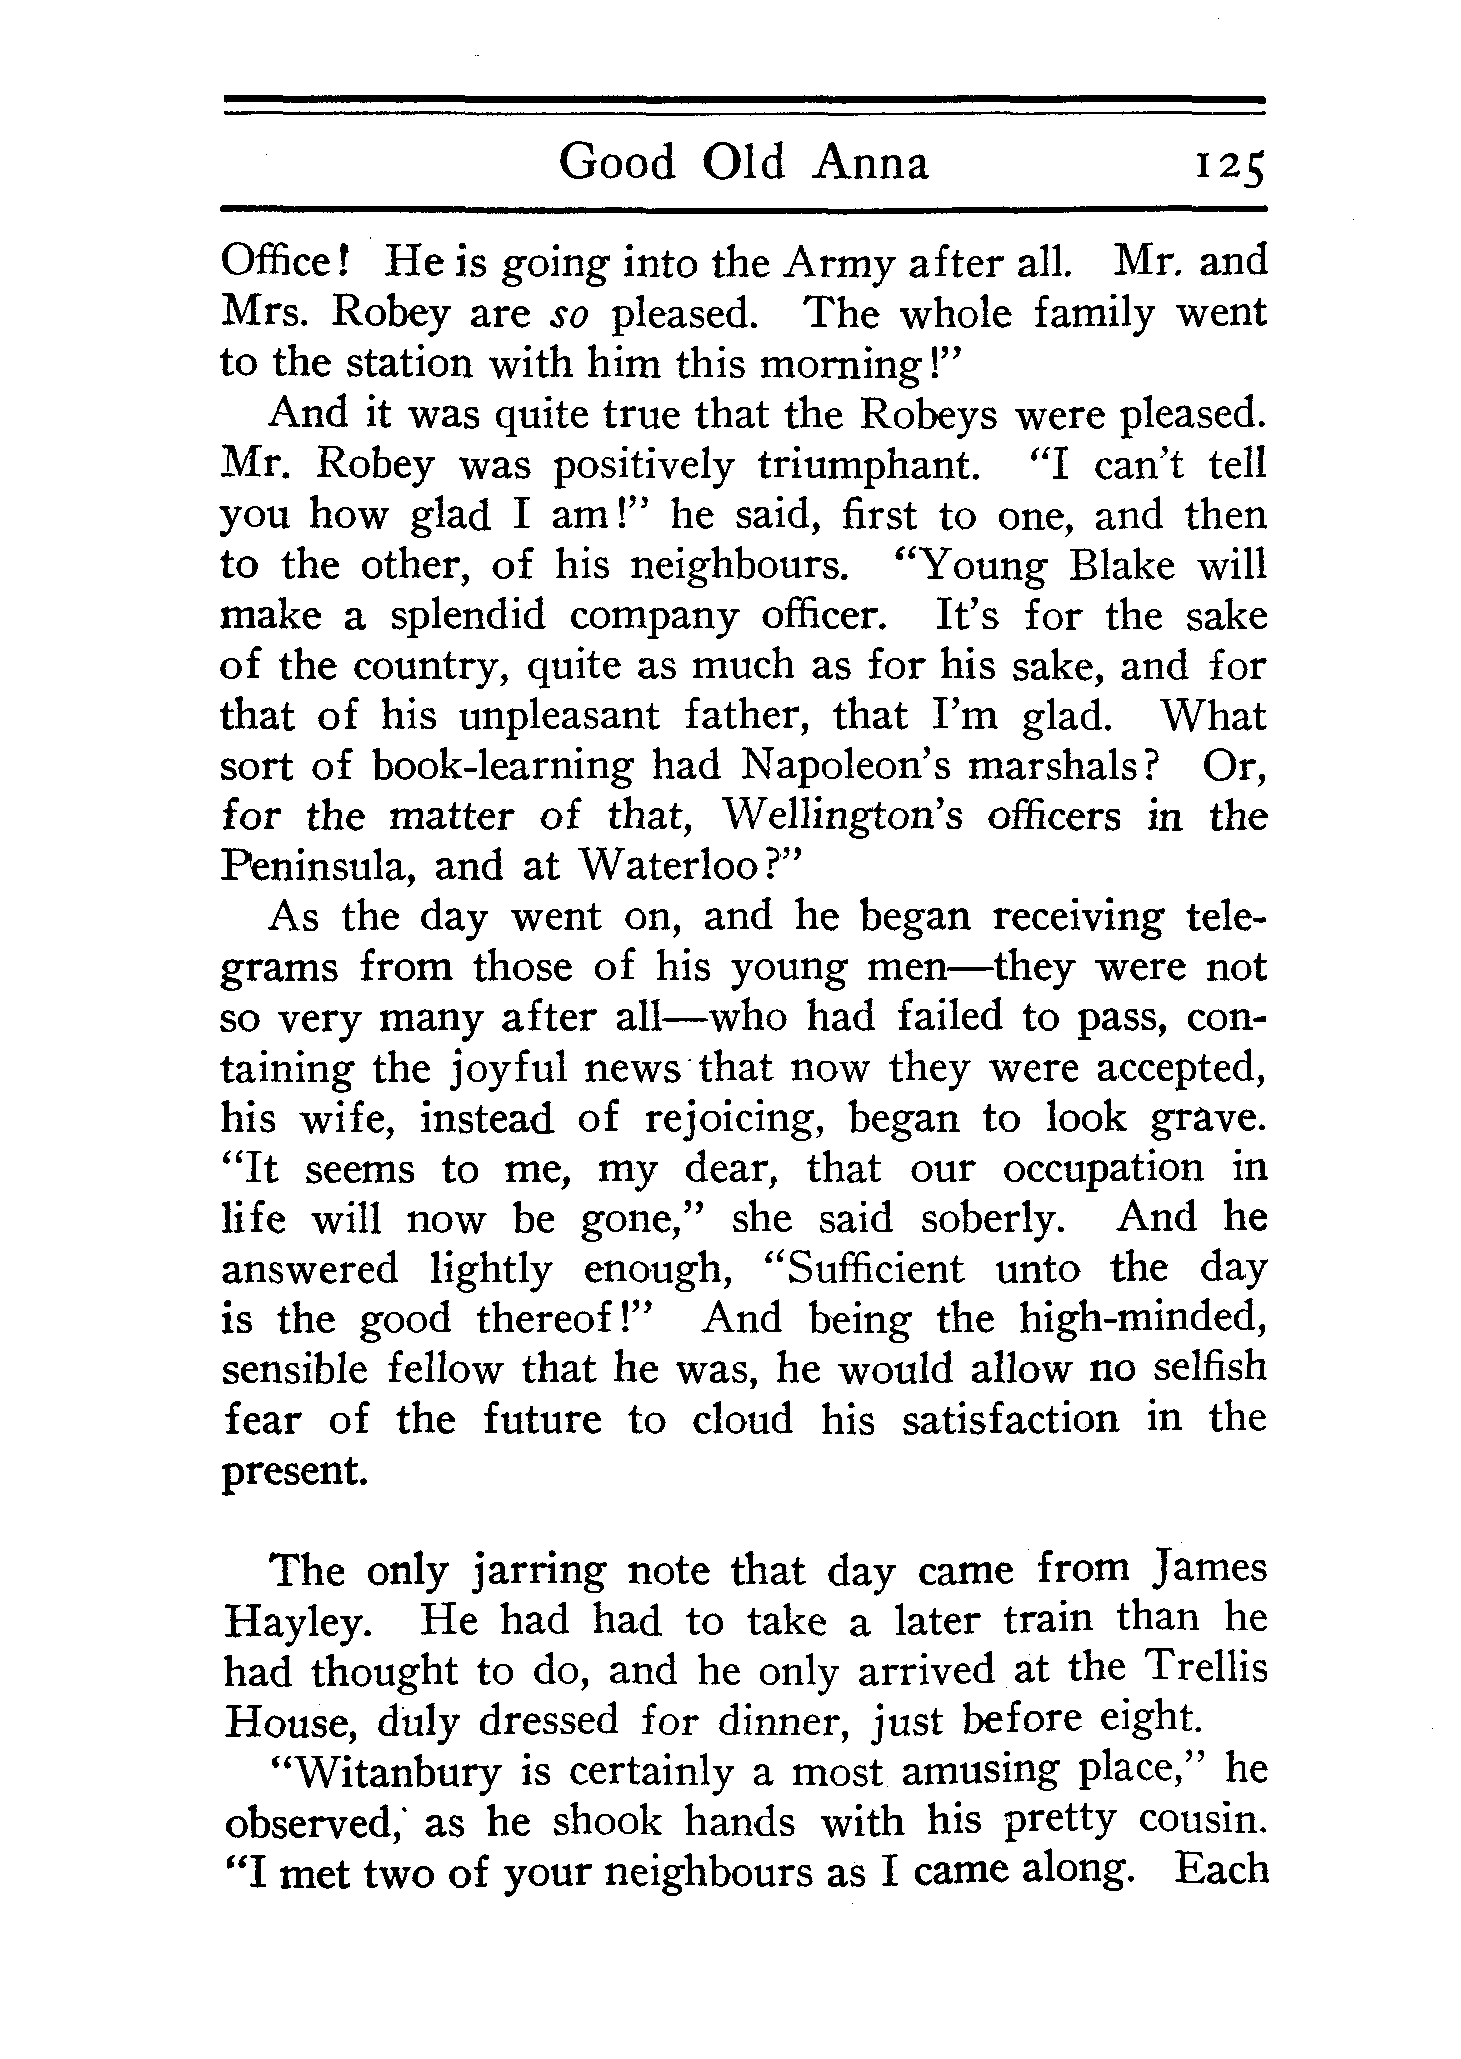 Good Old Anna 125
Office! He is going into the Army after all. Mr. and
Mrs. Robey are so pleased. The whole family went
to the station with him this morning!”
And it was quite true that the Robeys were pleased.
Mr. Robey was positively triumphant. “I can’t tell
you how glad I am!” he said, first to one, and then
to the other, of his neighbours. “Young Blake will
make a splendid company officer. It’s for the sake
of the country, quite as much as for his sake, and for
that of his unpleasant father, that I’m glad. What
sort of book-learning had Napoleon’s marshals? Or,
for the matter of that, Wellington’s officers in the
Peninsula, and at Waterloo?”
As the day went on, and he began receiving tele-
grams from those of his young men—they were not
so very many after all—who had failed to pass, con-
taining the joyful news that now they were accepted,
his wife, instead of rejoicing, began to look grave.
“It seems to me, my dear, that our occupation in
life will now be gone,” she said soberly. And he
answered lightly enough, “Sufficient unto the day
is the good thereof!” And being the high-minded,
sensible fellow that he was, he would allow no selfish
fear of the future to cloud his satisfaction in the
present.
The only jarring note that day came from James
Hayley. He had had to take a later train than he
had thought to do, and he only arrived at the Trellis
House, duly dressed for dinner, just before eight.
“Witanbury is certainly a most amusing place,” he
observed, as he shook hands with his pretty cousin.
“I met two of your neighbours as I came along. Each